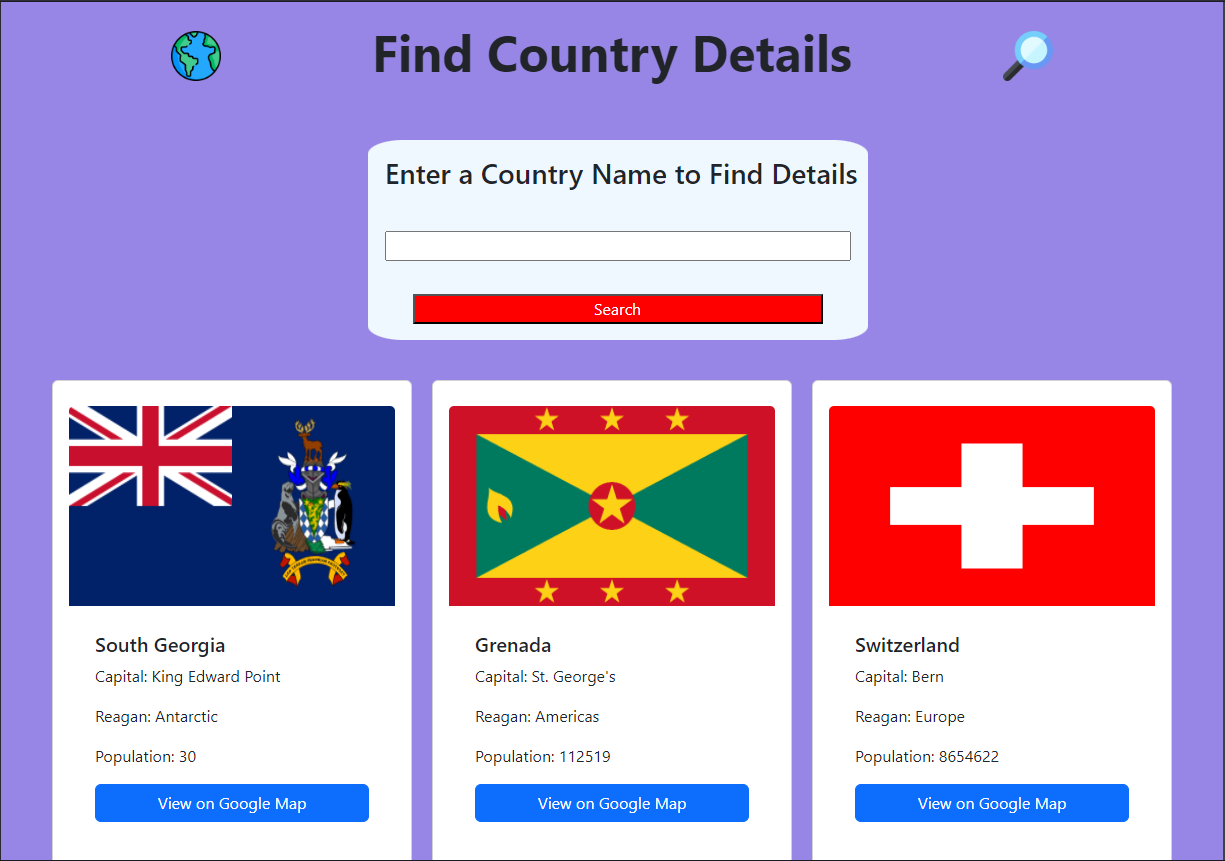 Find Country Details
Enter a Country Name to Find Details
Search
South Georgia
Capital: King Edward Point
Reagan: Antarctic
Population: 30
View on Google Map
Grenada
Capital: St. George's
Reagan: Americas
Population: 112519
View on Google Map
Switzerland
Capital: Bern
Reagan: Europe
Population: 8654622
View on Google Map